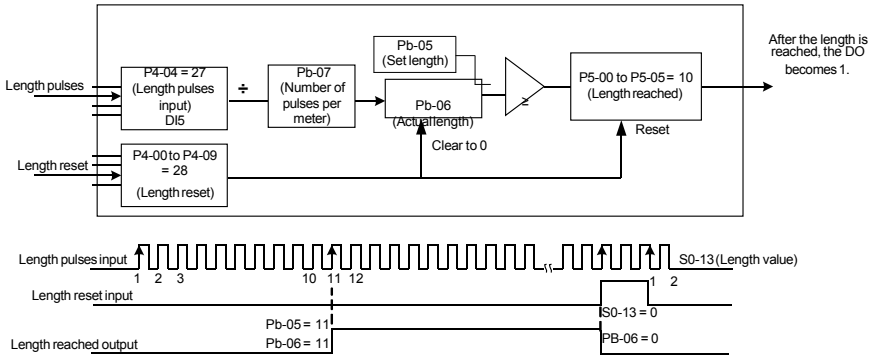 After the length is
reached, the DO
becomes 1.
Pb-05
(Set length)
Length pulses
P4-04 = 27
(Length pulses
input)
DI5
÷
Pb-07
(Number of
pulses per
meter)
Pb-06
(Actual length)
≥
P5-00 to P5-05 = 10
(Length reached)
Reset
Clear to 0
Length reset
P4-00 to P4-09
= 28
(Length reset)
Length pulses input
1 2 3 10 11 12 1 2
S0-13 (Length value)
Length reset input
S0-13 = 0
Pb-05 = 11
Length reached output
Pb-06 = 11
PB-06 = 0